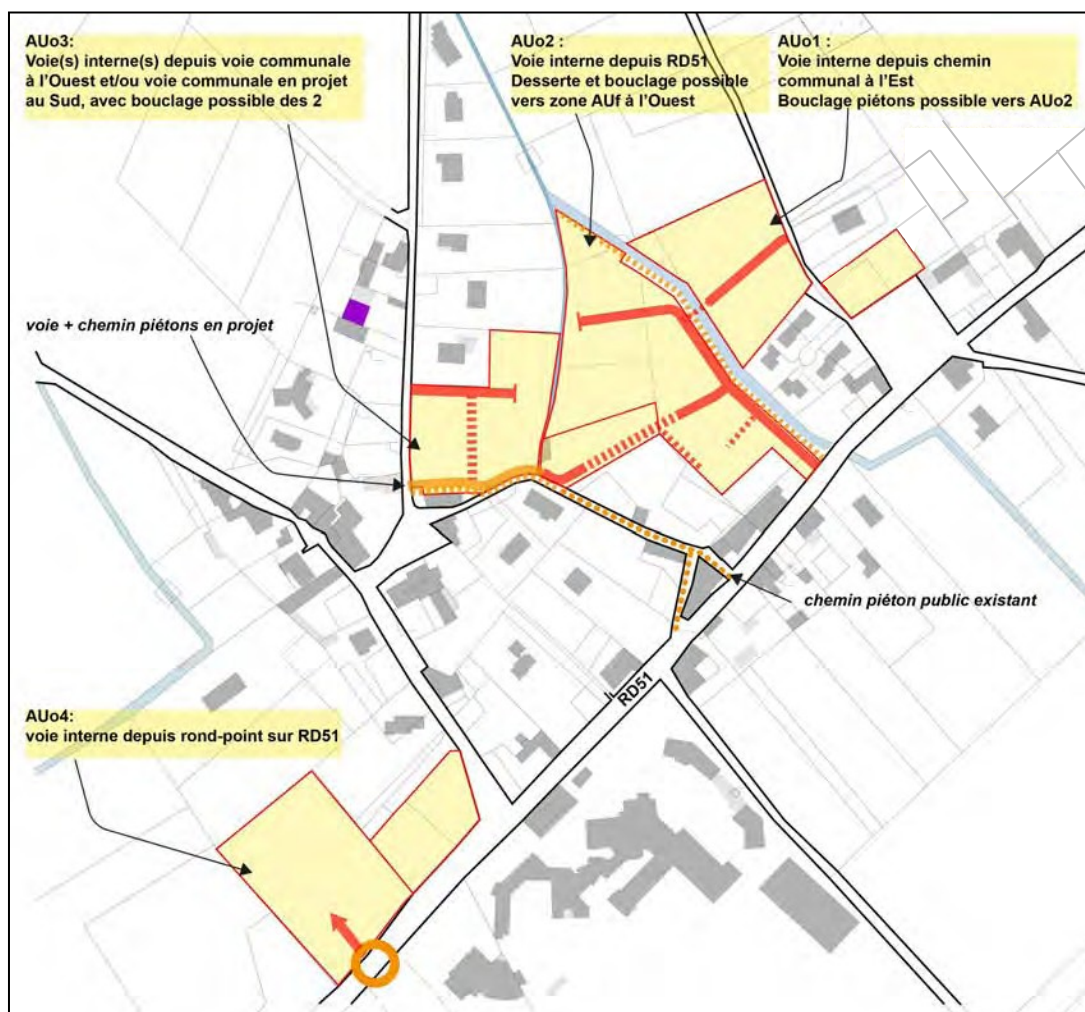 AUo3:
Voie(s) interne(s) depuis voie communale
à l'Ouest et/ou voie communale en projet
au Sud, avec bouclage possible des 2
AUo2 :
Voie interne depuis RD51
Desserte et bouclage possible
vers zone AUf à l'Ouest
AUo1 :
Voie interne depuis chemin
communal à l'Est
Bouclage piétons possible vers AUo2
voie + chemin piétons en projet
chemin piéton public existant
RD51
AUo4:
voie interne depuis rond-point sur RD51